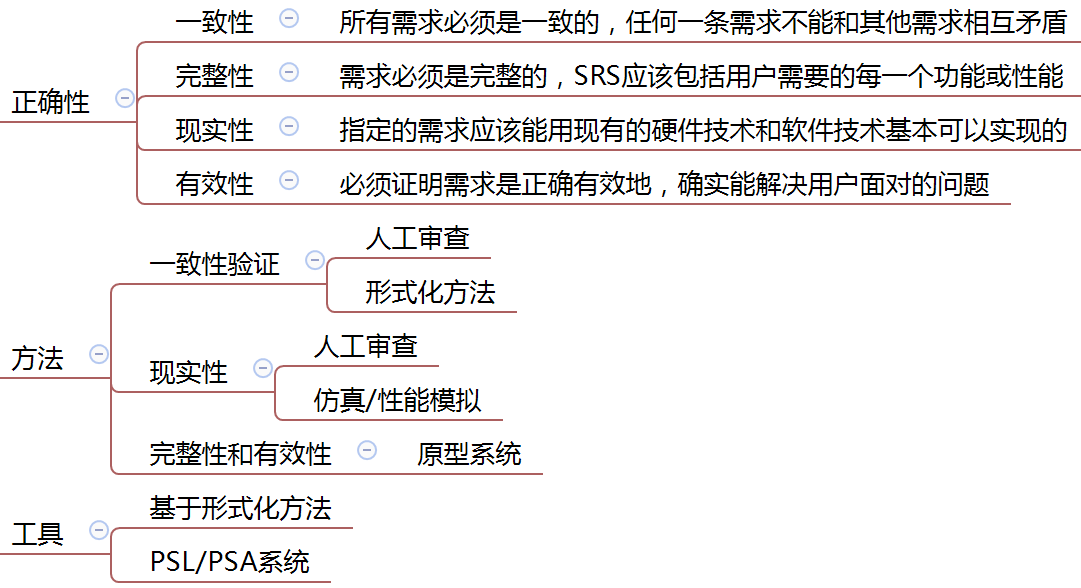 一致性 所有需求必须是一致的，任何一条需求不能和其他需求相互矛盾
完整性 需求必须是完整的，SRS应该包括用户需要的每一个功能或性能
正确性
现实性 指定的需求应该能用现有的硬件技术和软件技术基本可以实现的
有效性 必须证明需求是正确有效地，确实能解决用户面对的问题
人工审查
一致性验证
形式化方法
人工审查
方法
现实性
仿真/性能模拟
完整性和有效性 原型系统
基于形式化方法
工具
PSL/PSA系统